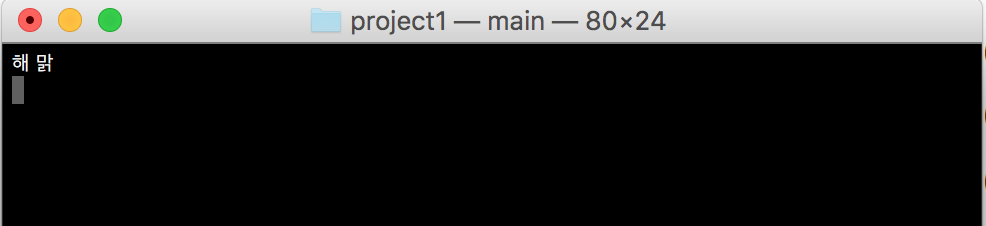 project1 — main — 80×24
해 맑